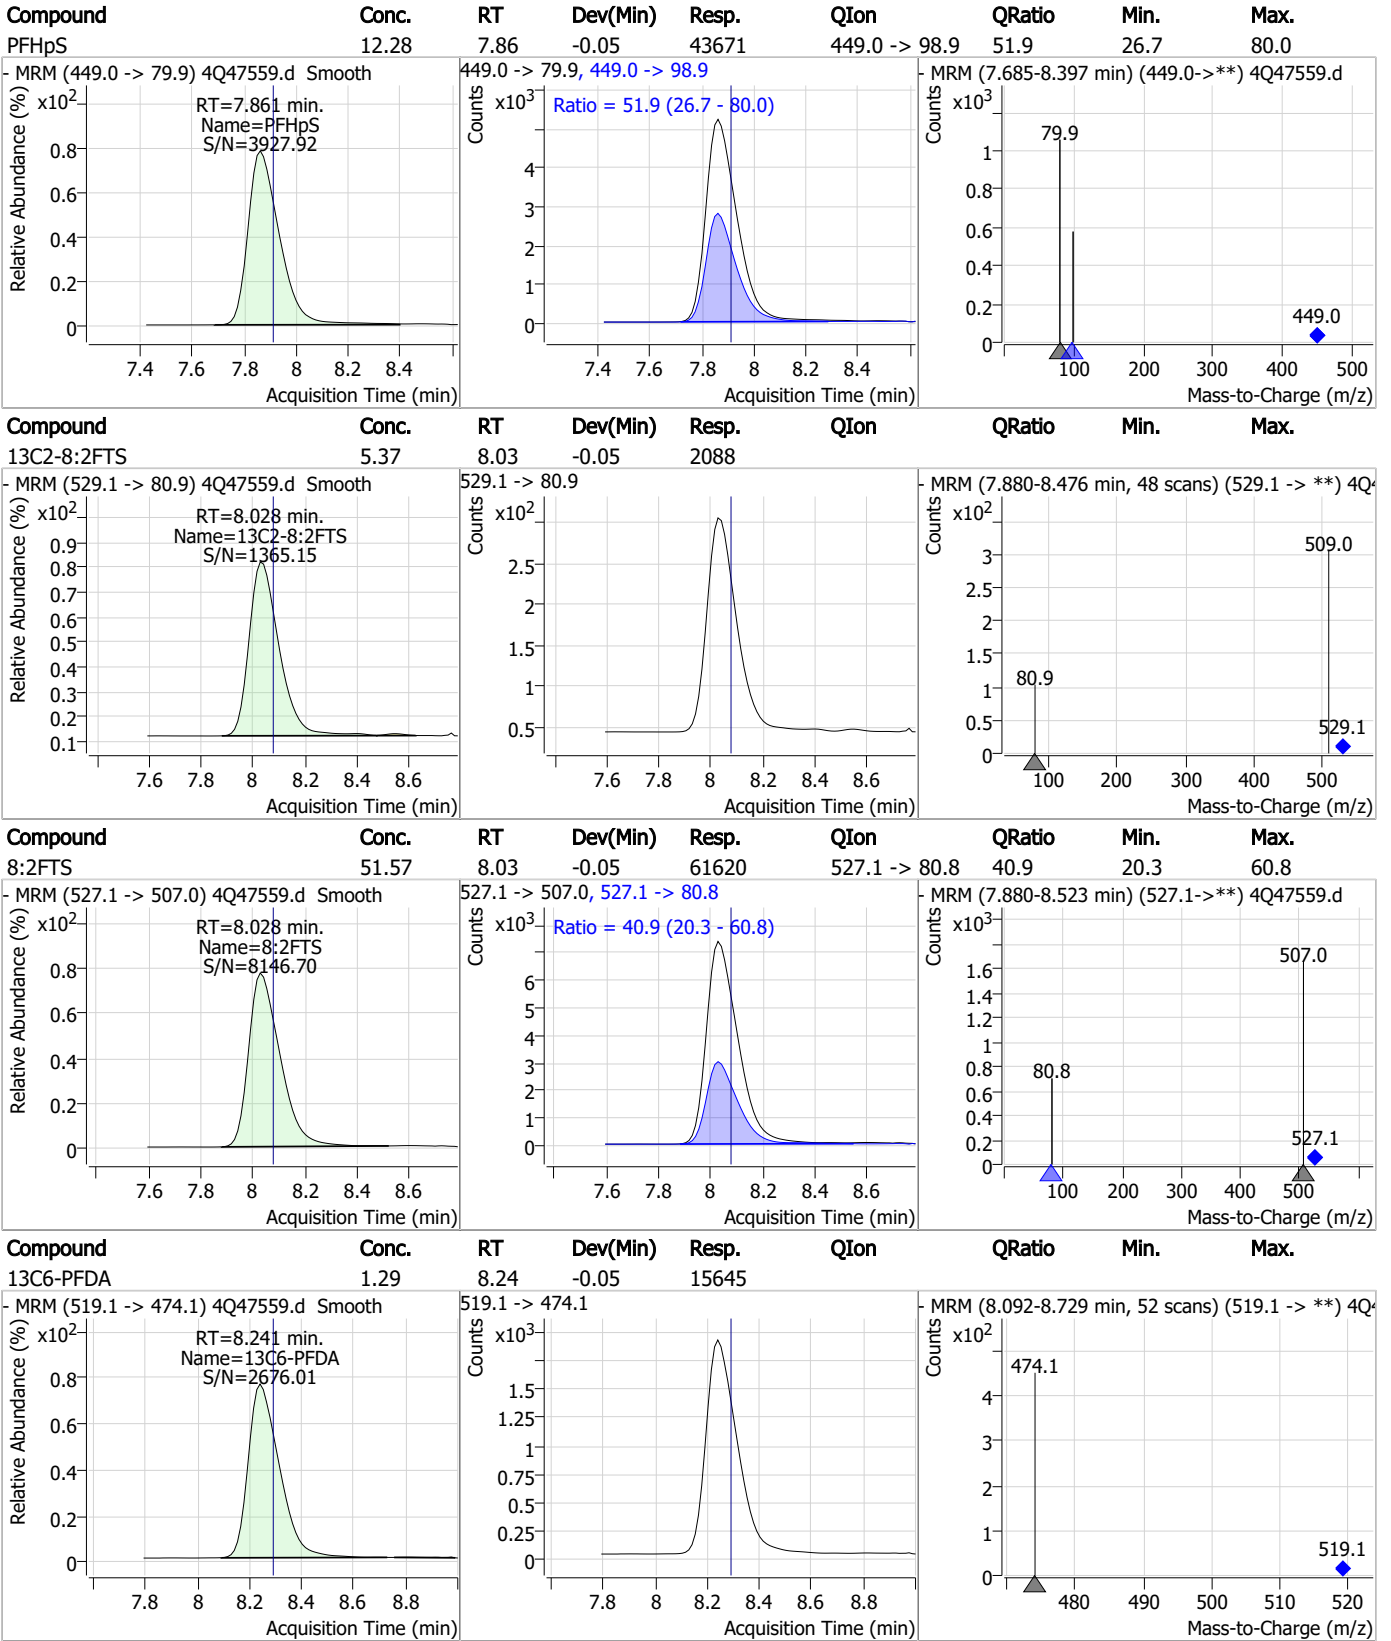 Compound Conc. RT Dev(Min) Resp. QIon QRatio Min. Max.
PFHpS 12.28 7.86 -0.05 43671 449.0 -> 98.9 51.9 26.7 80.0
- MRM (449.0 -> 79.9) 4Q47559.d Smooth
Relative Abundance (%)
x10²
RT=7.861 min.
Name=PFHpS
S/N=3927.92
0.8
0.6
0.4
0.2
0
7.4 7.6 7.8 8 8.2 8.4
Acquisition Time (min)
449.0 -> 79.9, 449.0 -> 98.9
Counts
x10³
Ratio = 51.9 (26.7 - 80.0)
4
3
2
1
0
7.4 7.6 7.8 8 8.2 8.4
Acquisition Time (min)
- MRM (7.685-8.397 min) (449.0->**) 4Q47559.d
Counts
x10³
79.9
1
0.8
0.6
0.4
0.2
0
449.0
100 200 300 400 500
Mass-to-Charge (m/z)
Compound Conc. RT Dev(Min) Resp. QIon QRatio Min. Max.
13C2-8:2FTS 5.37 8.03 -0.05 2088
- MRM (529.1 -> 80.9) 4Q47559.d Smooth
Relative Abundance (%)
x10²
RT=8.028 min.
Name=13C2-8:2FTS
S/N=1365.15
0.9
0.8
0.7
0.6
0.5
0.4
0.3
0.2
0.1
7.6 7.8 8 8.2 8.4 8.6
Acquisition Time (min)
529.1 -> 80.9
Counts
x10²
2.5
2
1.5
1
0.5
7.6 7.8 8 8.2 8.4 8.6
Acquisition Time (min)
- MRM (7.880-8.476 min, 48 scans) (529.1 -> **) 4Q4
Counts
x10²
509.0
3
2.5
2
1.5
1
0.5
0
80.9
529.1
100 200 300 400 500
Mass-to-Charge (m/z)
Compound Conc. RT Dev(Min) Resp. QIon QRatio Min. Max.
8:2FTS 51.57 8.03 -0.05 61620 527.1 -> 80.8 40.9 20.3 60.8
- MRM (527.1 -> 507.0) 4Q47559.d Smooth
Relative Abundance (%)
x10²
RT=8.028 min.
Name=8:2FTS
S/N=8146.70
0.8
0.6
0.4
0.2
0
7.6 7.8 8 8.2 8.4 8.6
Acquisition Time (min)
527.1 -> 507.0, 527.1 -> 80.8
Counts
x10³
Ratio = 40.9 (20.3 - 60.8)
6
5
4
3
2
1
0
7.6 7.8 8 8.2 8.4 8.6
Acquisition Time (min)
- MRM (7.880-8.523 min) (527.1->**) 4Q47559.d
Counts
x10³
507.0
1.6
1.4
1.2
1
0.8
0.6
0.4
0.2
0
80.8
527.1
100 200 300 400 500
Mass-to-Charge (m/z)
Compound Conc. RT Dev(Min) Resp. QIon QRatio Min. Max.
13C6-PFDA 1.29 8.24 -0.05 15645
- MRM (519.1 -> 474.1) 4Q47559.d Smooth
Relative Abundance (%)
x10²
RT=8.241 min.
Name=13C6-PFDA
S/N=2676.01
0.8
0.6
0.4
0.2
0
7.8 8 8.2 8.4 8.6 8.8
Acquisition Time (min)
519.1 -> 474.1
Counts
x10³
1.5
1.25
1
0.75
0.5
0.25
0
7.8 8 8.2 8.4 8.6 8.8
Acquisition Time (min)
- MRM (8.092-8.729 min, 52 scans) (519.1 -> **) 4Q4
Counts
x10²
474.1
4
3
2
1
0
519.1
480 490 500 510 520
Mass-to-Charge (m/z)